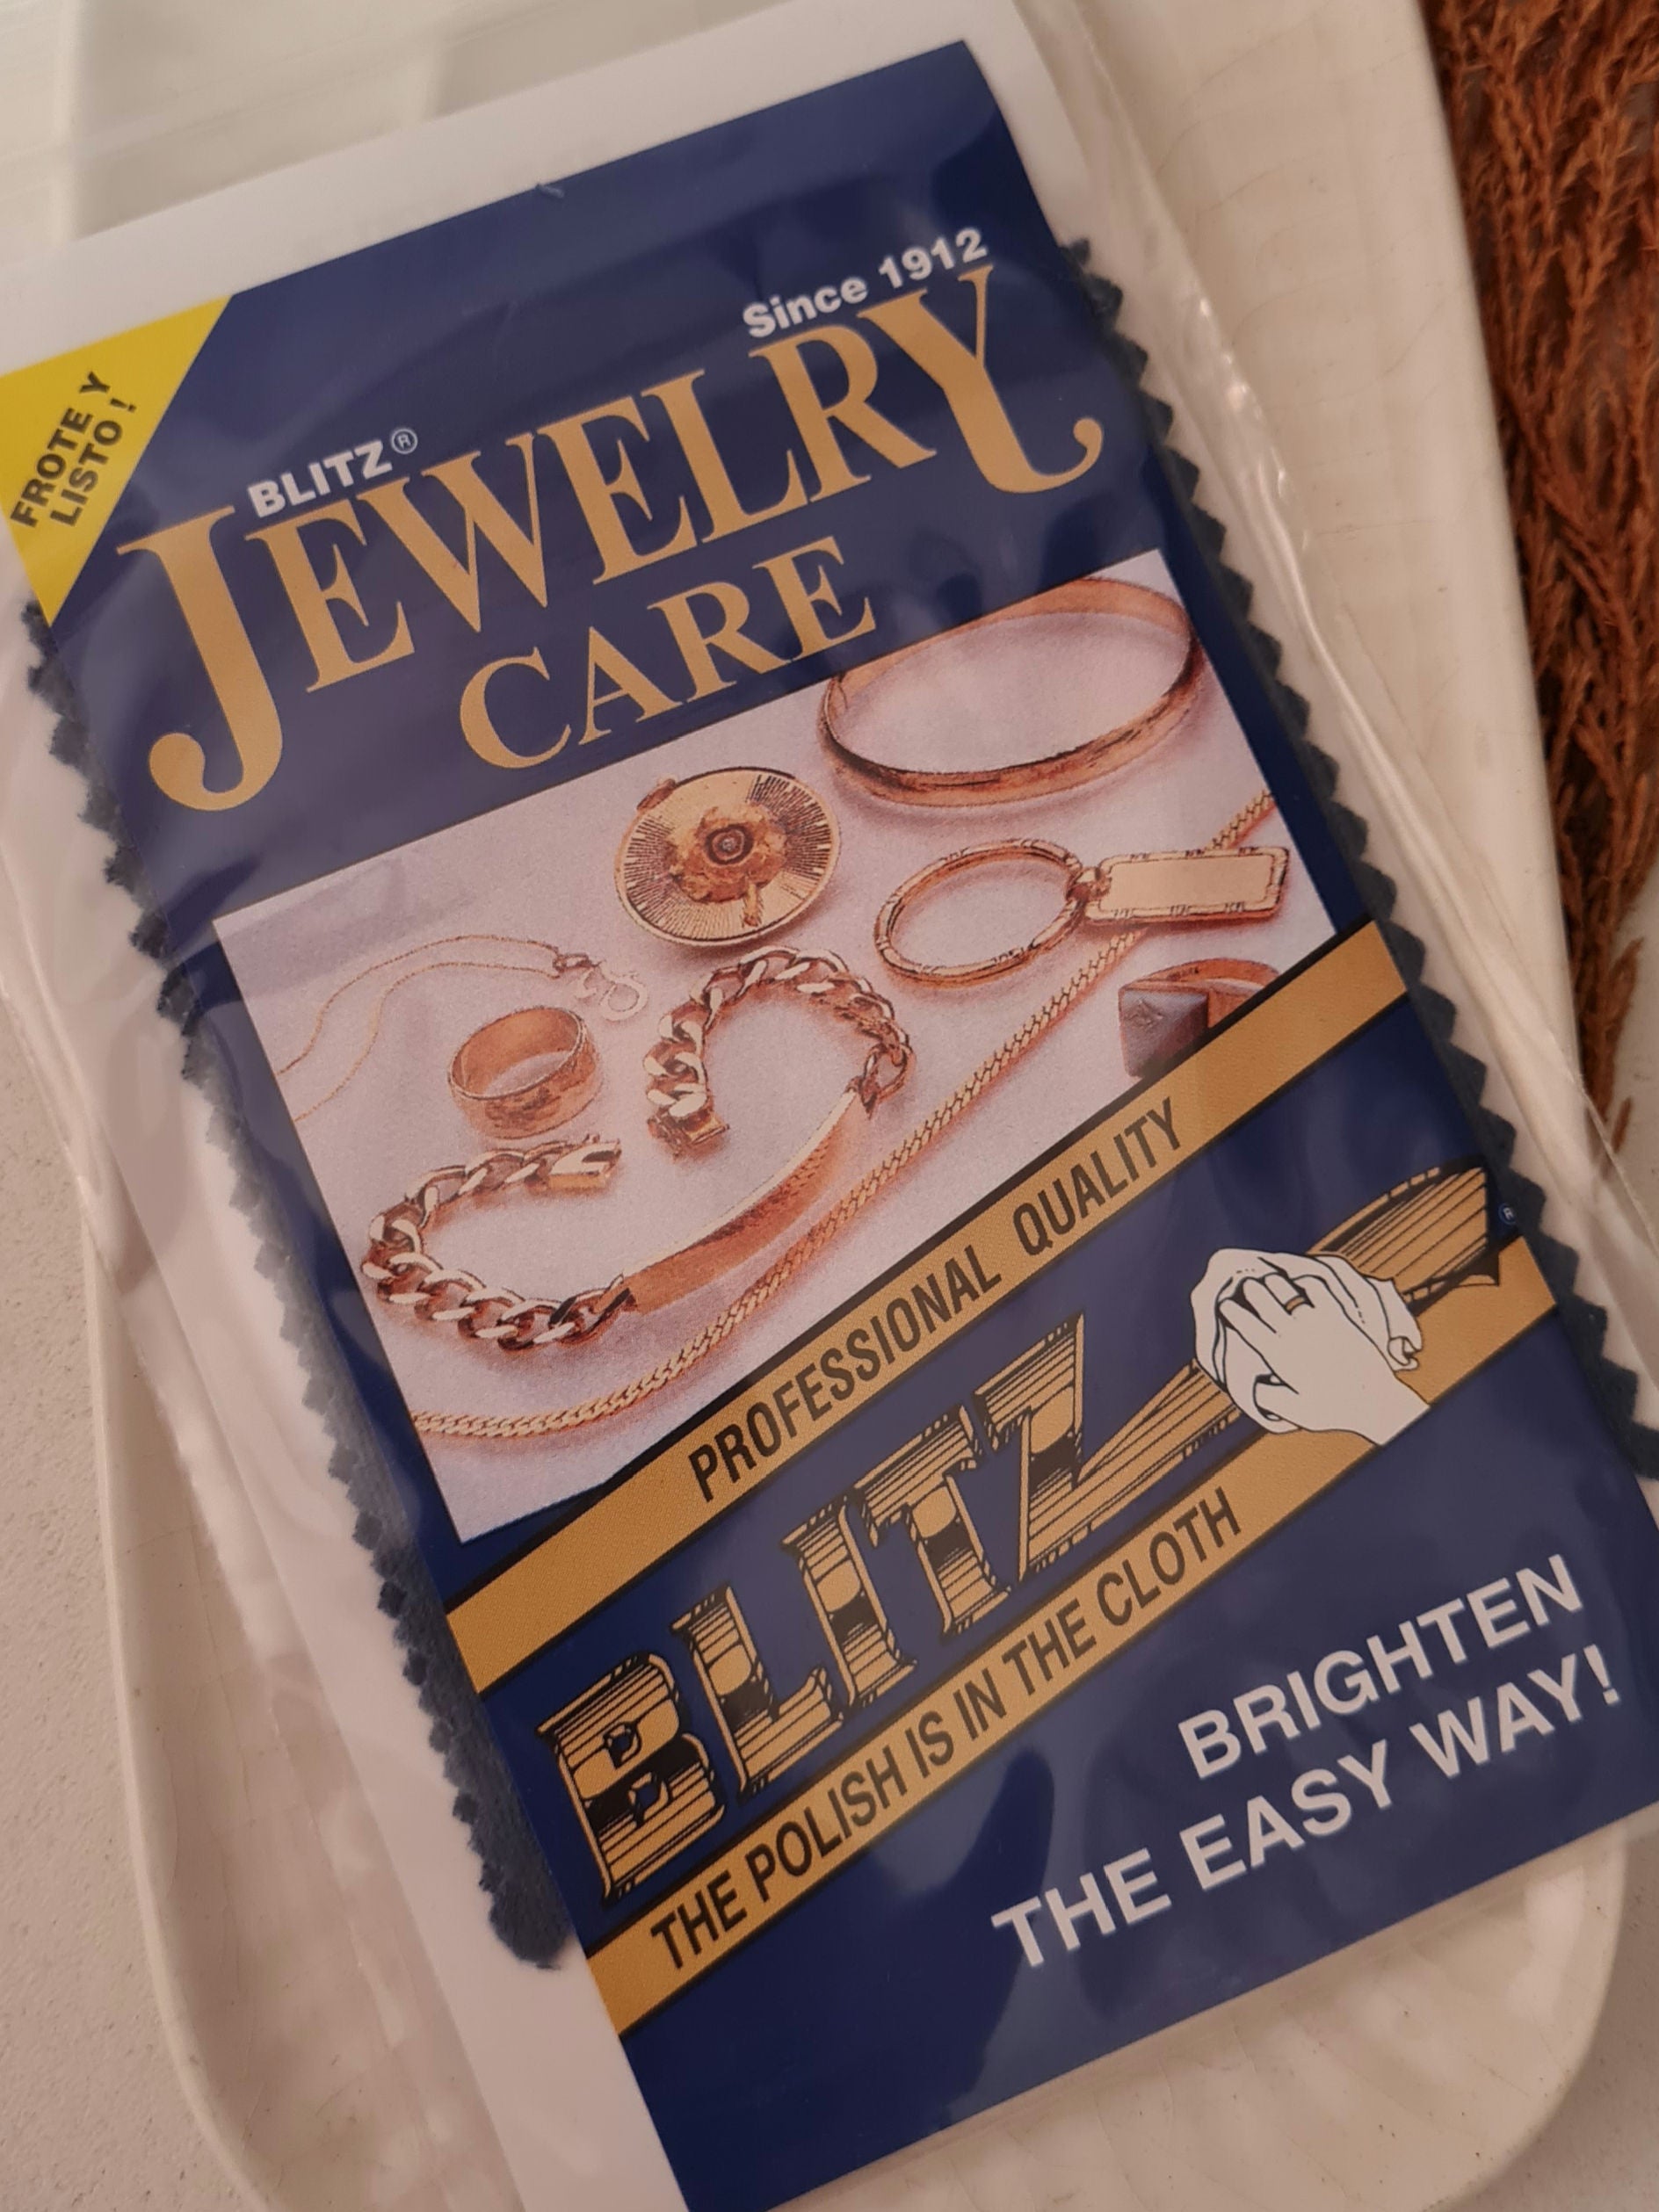 FROTE Y
LISTO !
Since 1912
BLITZ®
JEWELRY
CARE
PROFESSIONAL QUALITY
BLITZ®
THE POLISH IS IN THE CLOTH
BRIGHTEN
THE EASY WAY!